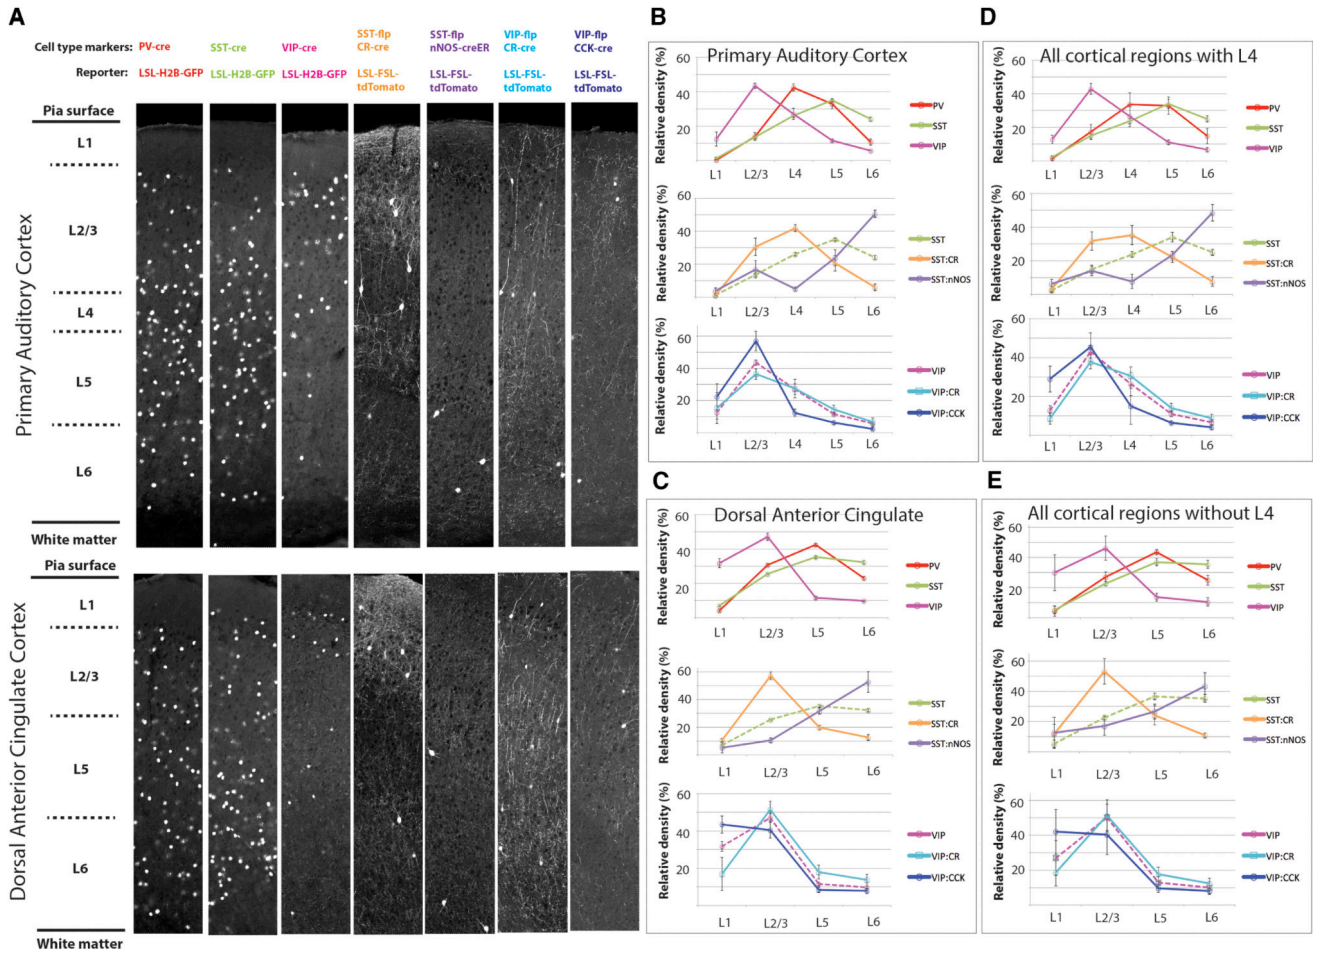 A
Cell type markers: PV-cre SST-cre VIP-cre SST-flp CR-cre SST-flp nNOS-creER VIP-flp CR-cre VIP-flp CCK-cre
Reporter: LSL-H2B-GFP LSL-H2B-GFP LSL-H2B-GFP LSL-FSL-tdTomato LSL-FSL-tdTomato LSL-FSL-tdTomato LSL-FSL-tdTomato
Primary Auditory Cortex
Pia surface
L1
L2/3
L4
L5
L6
White matter
Dorsal Anterior Cingulate Cortex
Pia surface
L1
L2/3
L5
L6
White matter
B
Primary Auditory Cortex
Relative density (%)
60
40
20
L1 L2/3 L4 L5 L6
PV
SST
VIP
Relative density (%)
60
40
20
L1 L2/3 L4 L5 L6
SST
SST:CR
SST:nNOS
Relative density (%)
60
40
20
L1 L2/3 L4 L5 L6
VIP
VIP:CR
VIP:CCK
D
All cortical regions with L4
Relative density (%)
60
40
20
L1 L2/3 L4 L5 L6
PV
SST
VIP
Relative density (%)
60
40
20
L1 L2/3 L4 L5 L6
SST
SST:CR
SST:nNOS
Relative density (%)
60
40
20
L1 L2/3 L4 L5 L6
VIP
VIP:CR
VIP:CCK
C
Dorsal Anterior Cingulate
Relative density (%)
60
40
20
L1 L2/3 L5 L6
PV
SST
VIP
Relative density (%)
60
40
20
L1 L2/3 L5 L6
SST
SST:CR
SST:nNOS
Relative density (%)
60
40
20
L1 L2/3 L5 L6
VIP
VIP:CR
VIP:CCK
E
All cortical regions without L4
Relative density (%)
60
40
20
L1 L2/3 L5 L6
PV
SST
VIP
Relative density (%)
60
40
20
L1 L2/3 L5 L6
SST
SST:CR
SST:nNOS
Relative density (%)
60
40
20
L1 L2/3 L5 L6
VIP
VIP:CR
VIP:CCK